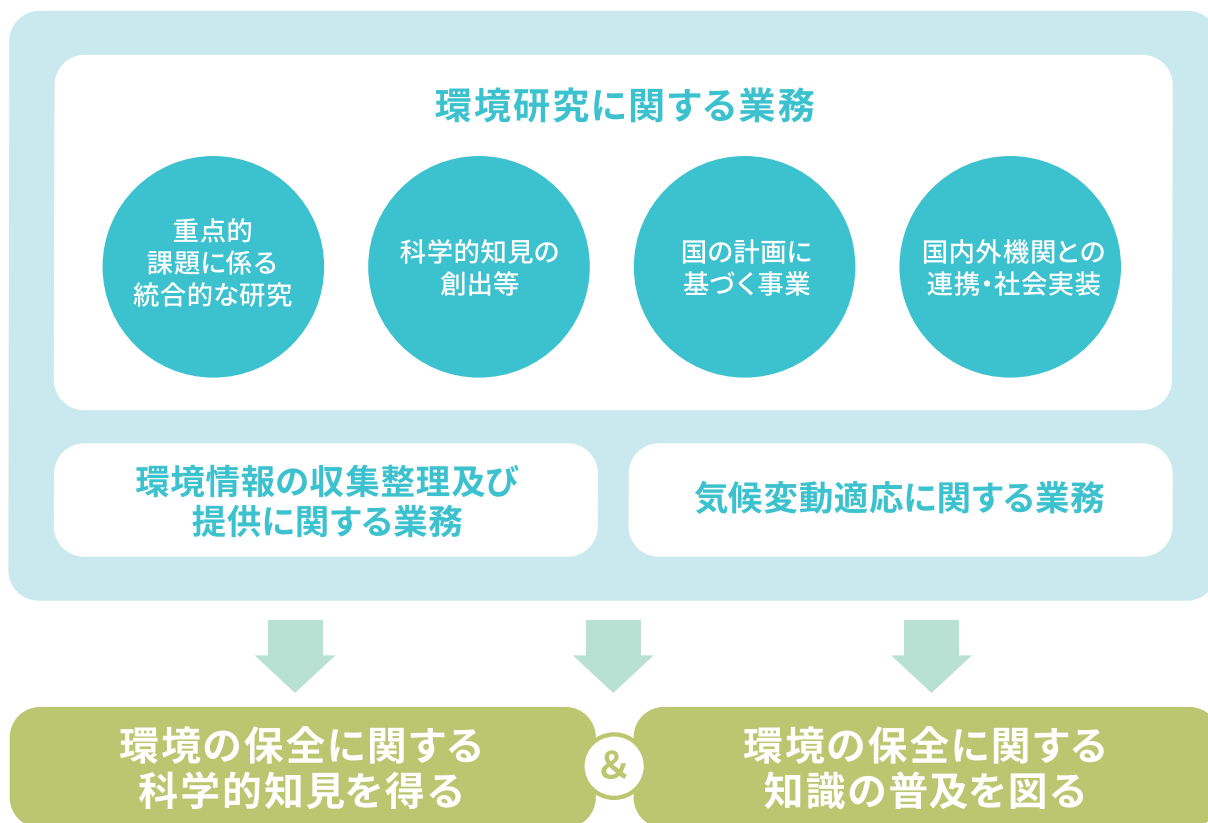 環境研究に関する業務
重点的
課題に係る
統合的な研究
科学的知見の
創出等
国の計画に
基づく事業
国内外機関との
連携・社会実装
環境情報の収集整理及び
提供に関する業務
気候変動適応に関する業務
環境の保全に関する
科学的知見を得る
&
環境の保全に関する
知識の普及を図る